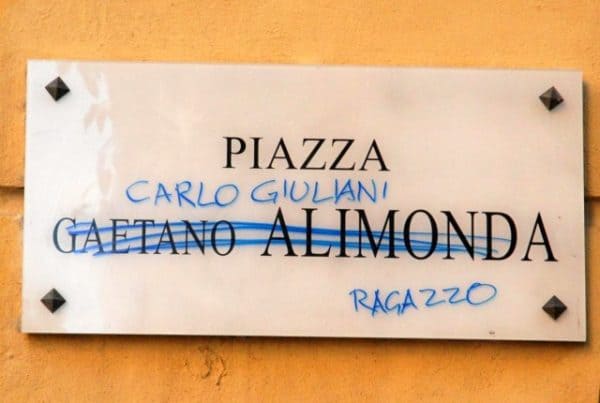 PIAZZA
CARLO GIULIANI
GAETANO ALIMONDA
RAGAZZO